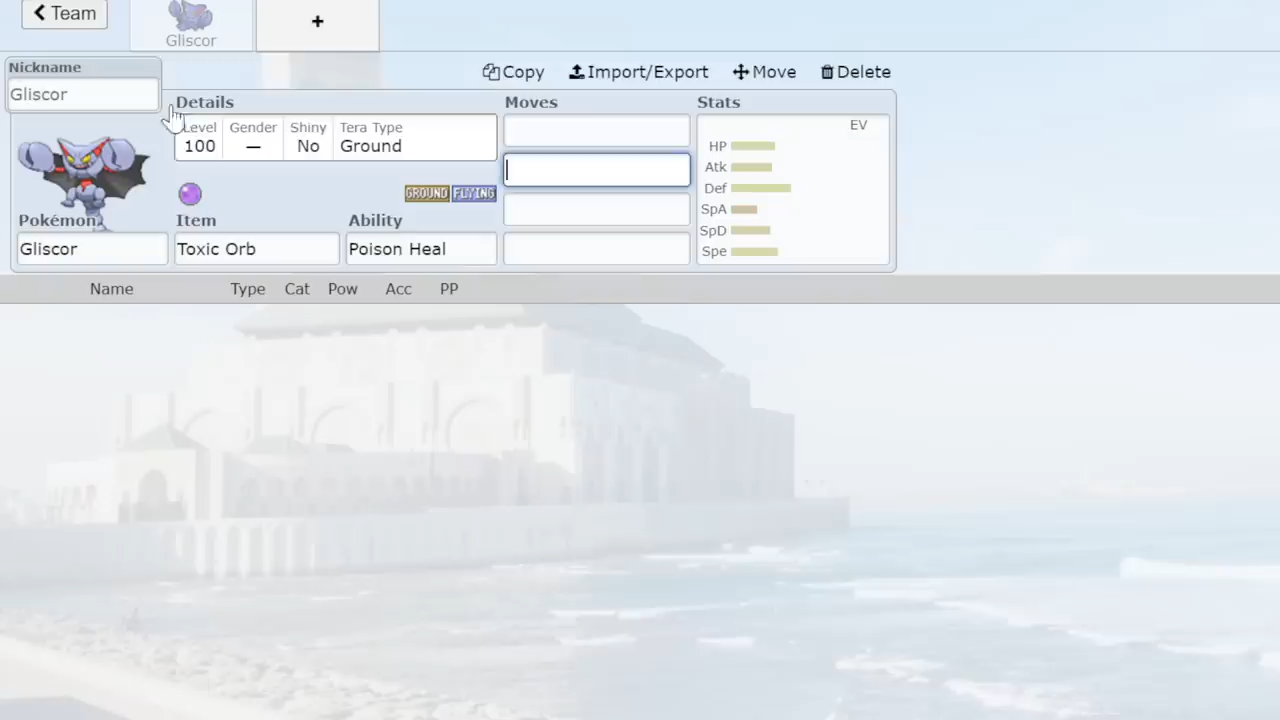 Team
Gliscor
+
Nickname
Gliscor
Copy
Import/Export
Move
Delete
Details
Moves
Stats
Level
Gender
Shiny
Tera Type
100
—
No
Ground
EV
HP
Atk
Def
SpA
SpD
Spe
GROUND FLYING
Pokémon
Item
Ability
Gliscor
Toxic Orb
Poison Heal
Name Type Cat Pow Acc PP